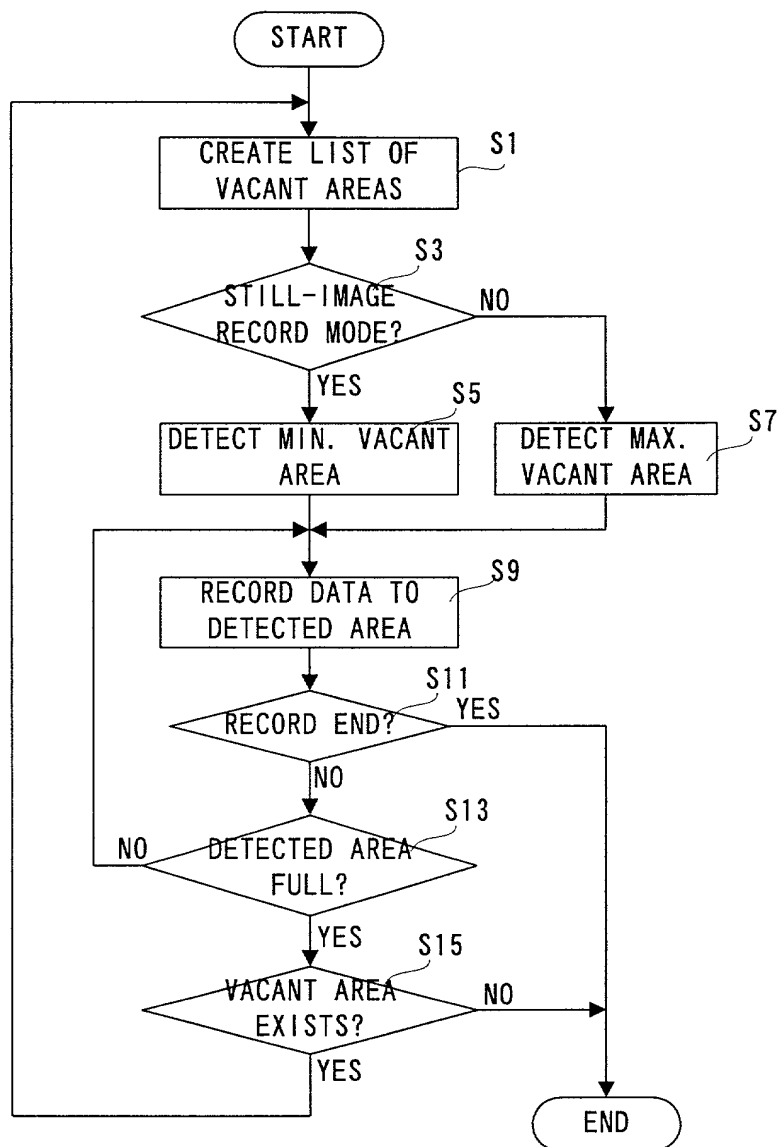 START
CREATE LIST OF
VACANT AREAS
S1
S3
STILL-IMAGE
RECORD MODE?
NO
YES
S5
DETECT MIN. VACANT
AREA
S7
DETECT MAX.
VACANT AREA
S9
RECORD DATA TO
DETECTED AREA
S11
RECORD END?
YES
NO
S13
NO
DETECTED AREA
FULL?
YES
S15
VACANT AREA
EXISTS?
NO
YES
END